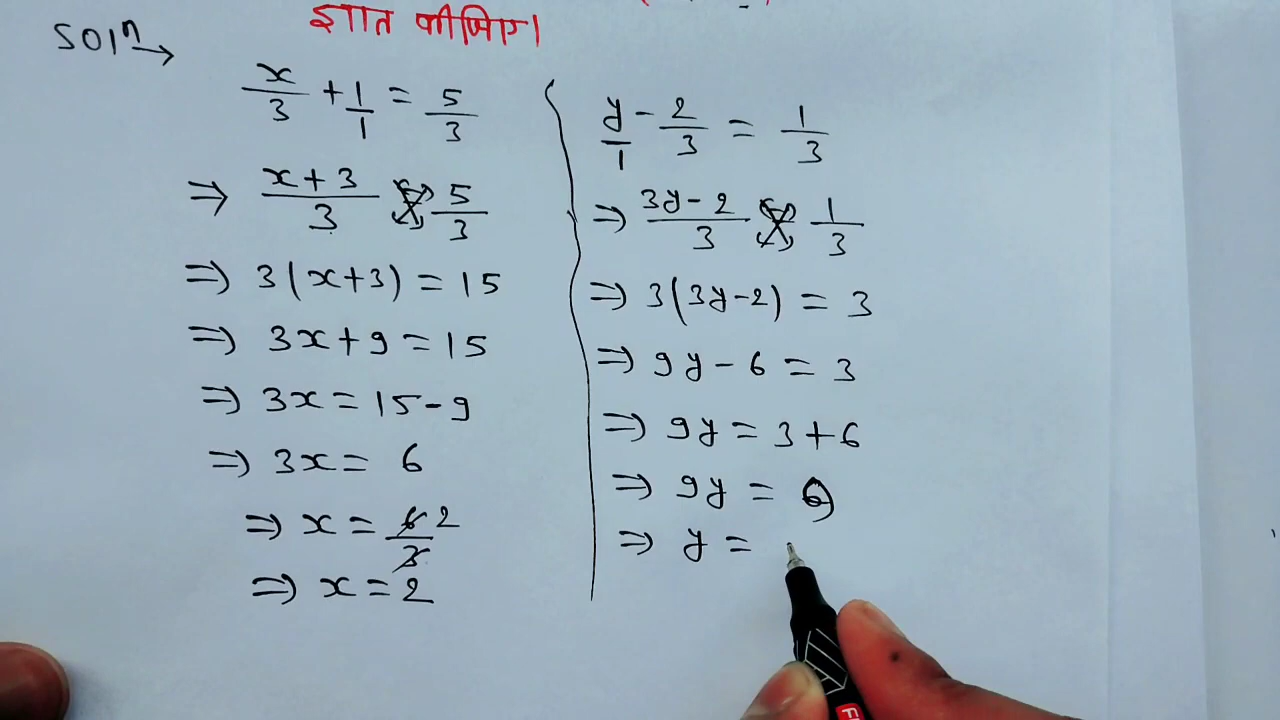 ज्ञात कीजिए।
Solⁿ→
x/3 + 1/1 = 5/3
⇒ (x+3)/3 = 5/3
⇒ 3(x+3) = 15
⇒ 3x+9 = 15
⇒ 3x = 15-9
⇒ 3x = 6
⇒ x = 6/3 2
⇒ x = 2
y/1 - 2/3 = 1/3
⇒ (3y-2)/3 = 1/3
⇒ 3(3y-2) = 3
⇒ 9y-6 = 3
⇒ 9y = 3+6
⇒ 9y = 9
⇒ y =